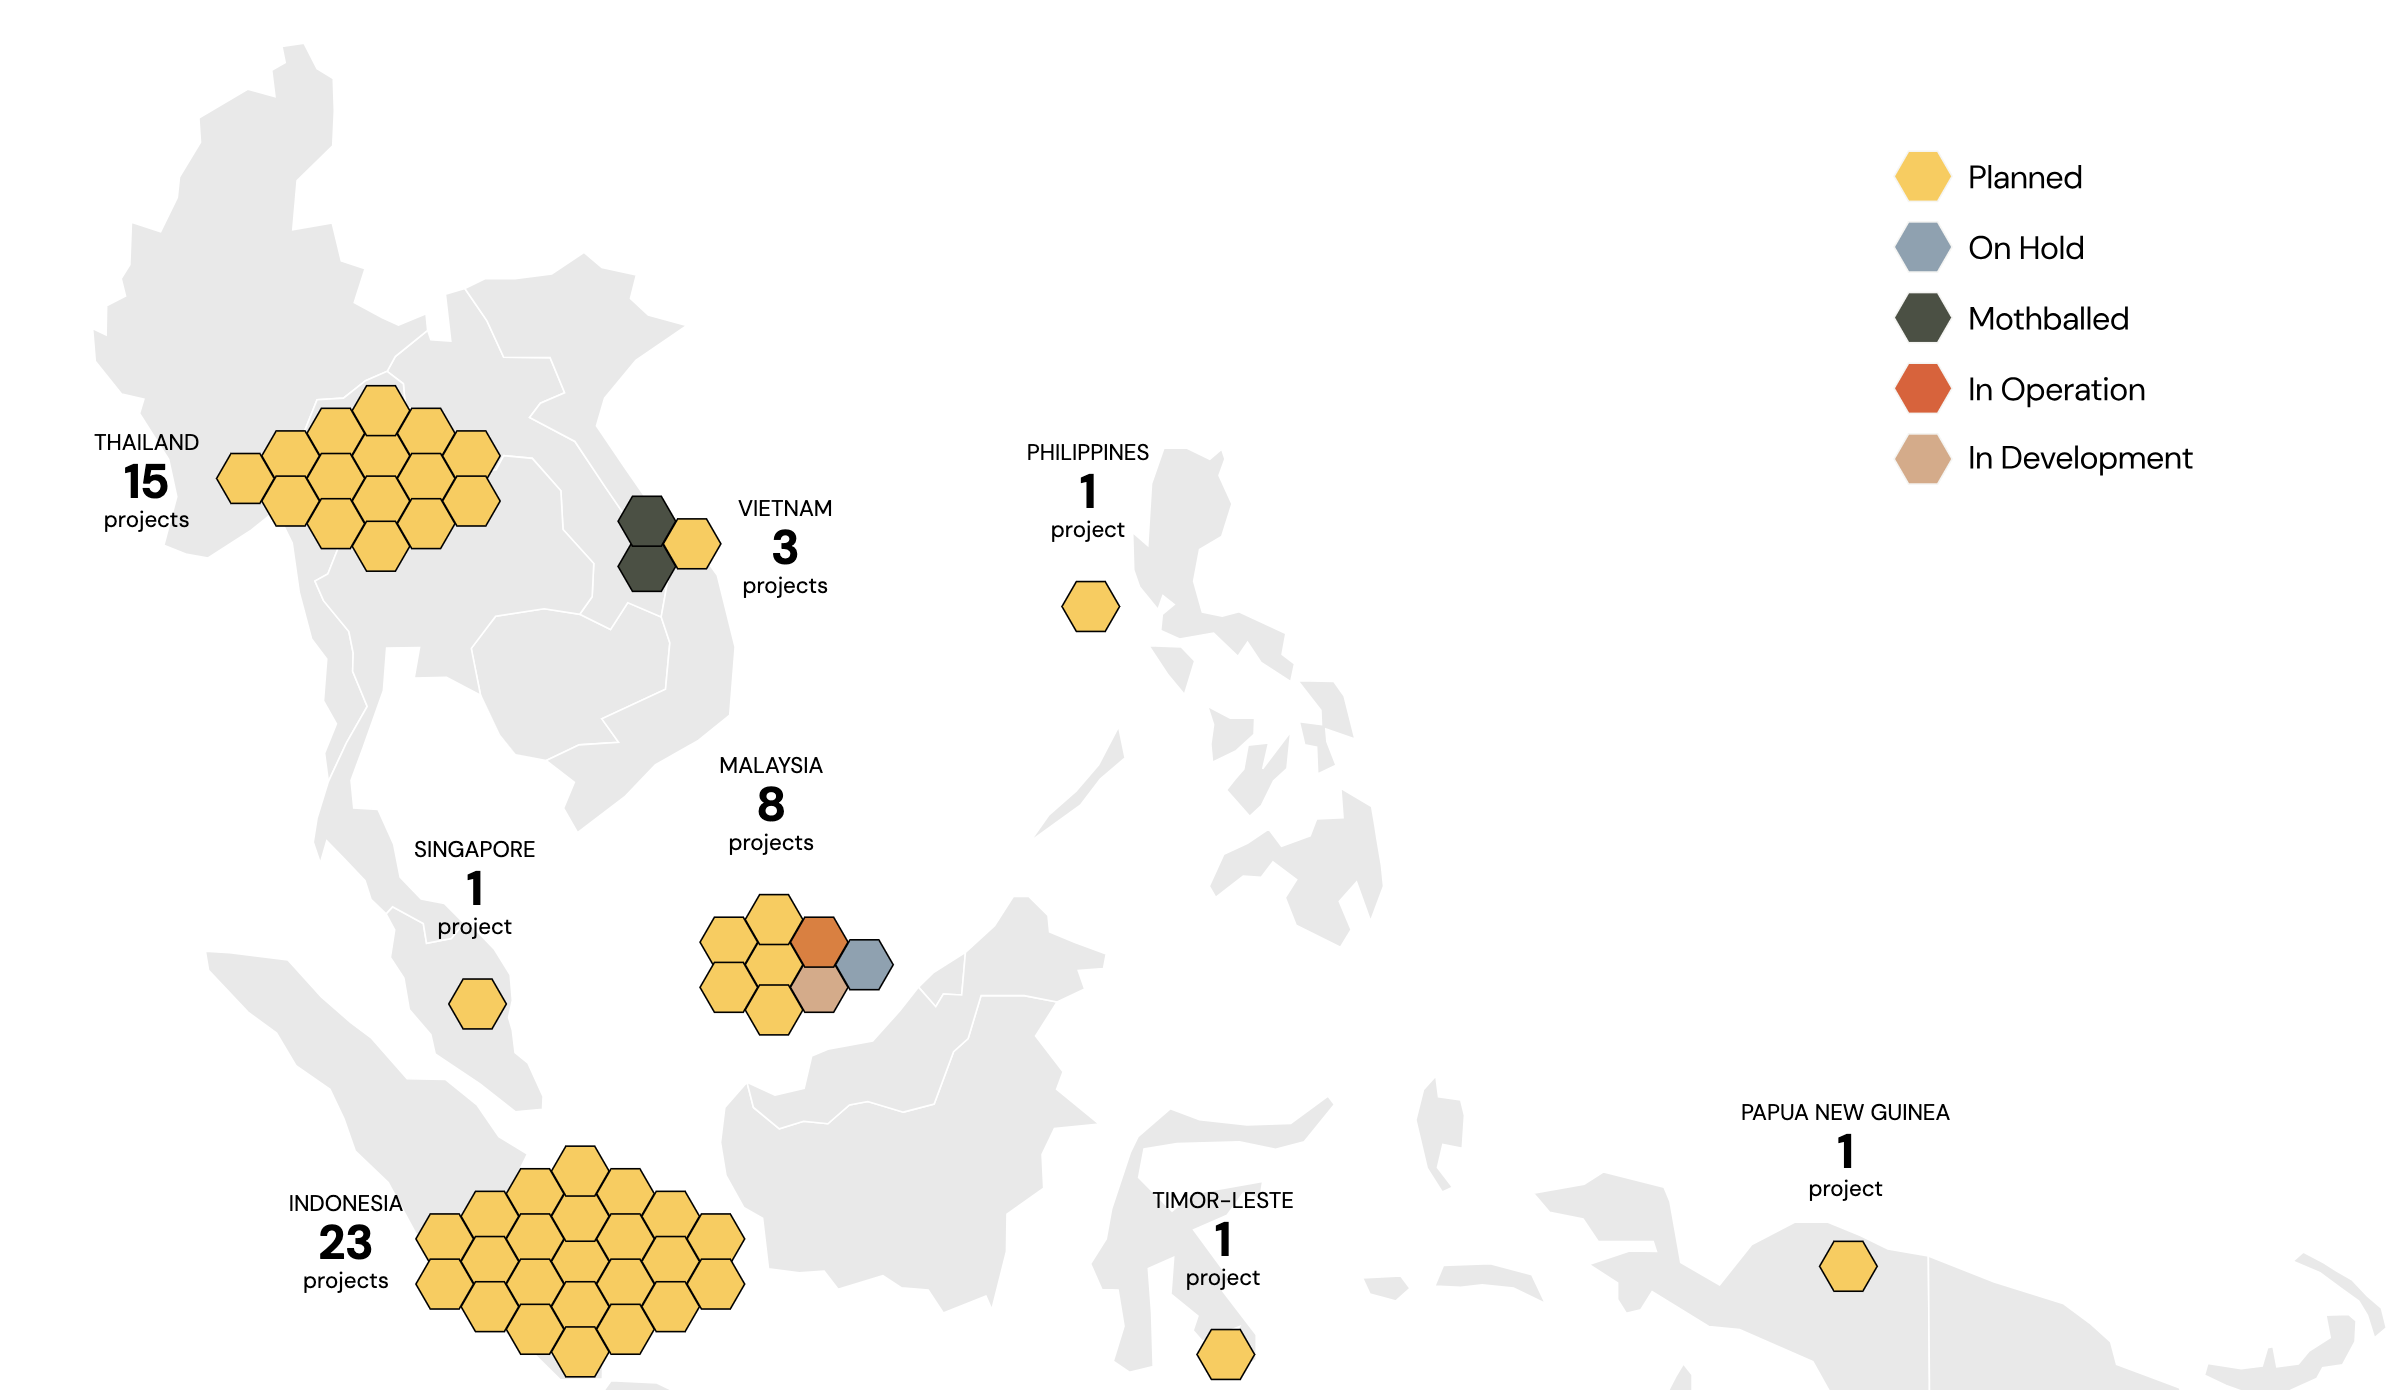 Planned
On Hold
Mothballed
In Operation
In Development
THAILAND
15
projects
VIETNAM
3
projects
PHILIPPINES
1
project
MALAYSIA
8
projects
SINGAPORE
1
project
INDONESIA
23
projects
TIMOR-LESTE
1
project
PAPUA NEW GUINEA
1
project